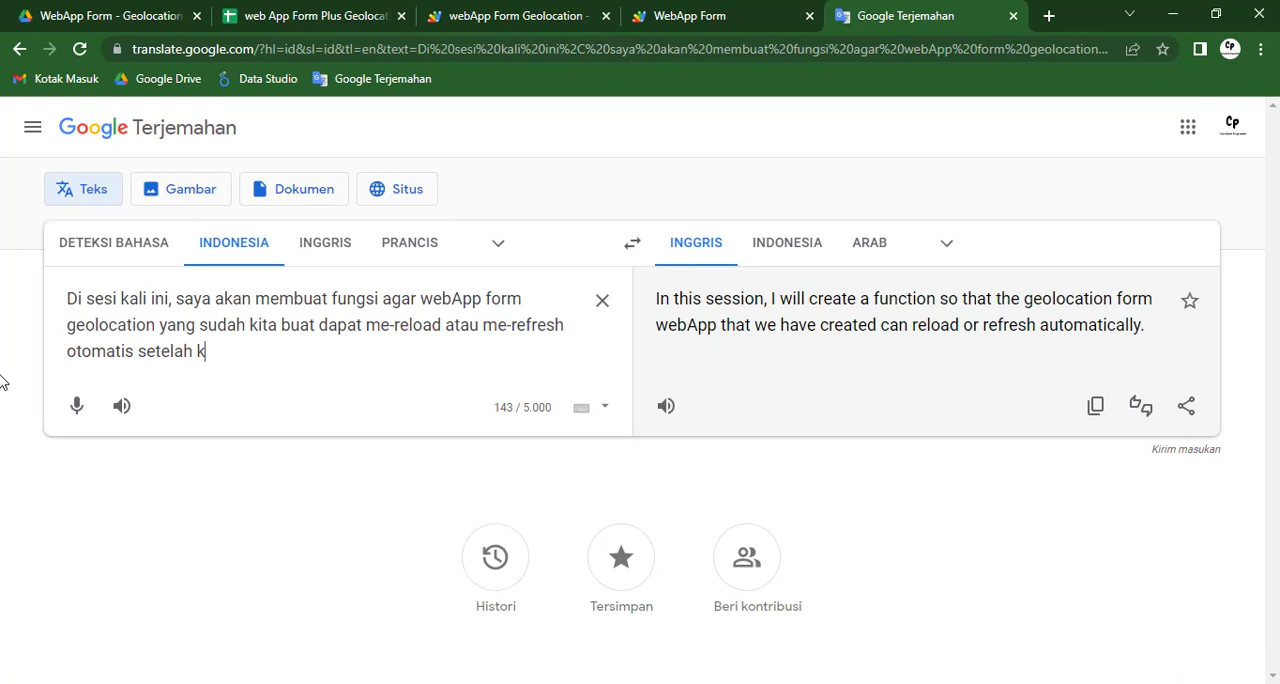 WebApp Form - Geolocation
web App Form Plus Geolocat
webApp Form Geolocation -
WebApp Form
Google Terjemahan
translate.google.com/?hl=id&sl=id&tl=en&text=Di%20sesi%20kali%20ini%2C%20saya%20akan%20membuat%20fungsi%20agar%20webApp%20form%20geolocation...
Cp
Kotak Masuk
Google Drive
Data Studio
Google Terjemahan
Google Terjemahan
Cp
Teks
Gambar
Dokumen
Situs
DETEKSI BAHASA
INDONESIA
INGGRIS
PRANCIS
INGGRIS
INDONESIA
ARAB
Di sesi kali ini, saya akan membuat fungsi agar webApp form
geolocation yang sudah kita buat dapat me-reload atau me-refresh
otomatis setelah k
143 / 5.000
In this session, I will create a function so that the geolocation form
webApp that we have created can reload or refresh automatically.
Kirim masukan
Histori
Tersimpan
Beri kontribusi